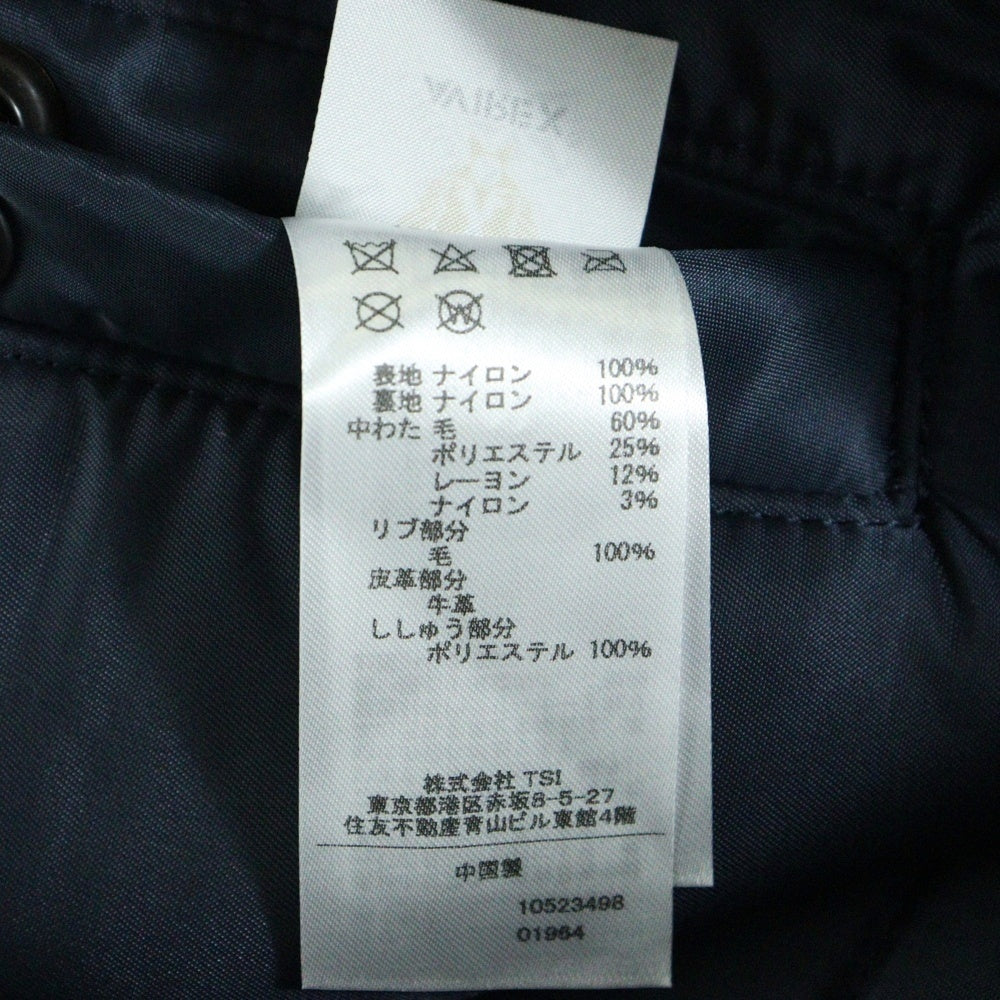 AVIREX
表地 ナイロン 100%
裏地 ナイロン 100%
中わた 毛 60%
ポリエステル 25%
レーヨン 12%
ナイロン 3%
リブ部分
毛 100%
皮革部分
牛革
ししゅう部分
ポリエステル 100%
株式会社 TSI
東京都港区赤坂8-5-27
住友不動産青山ビル東館4階
中国製
10523498
01964